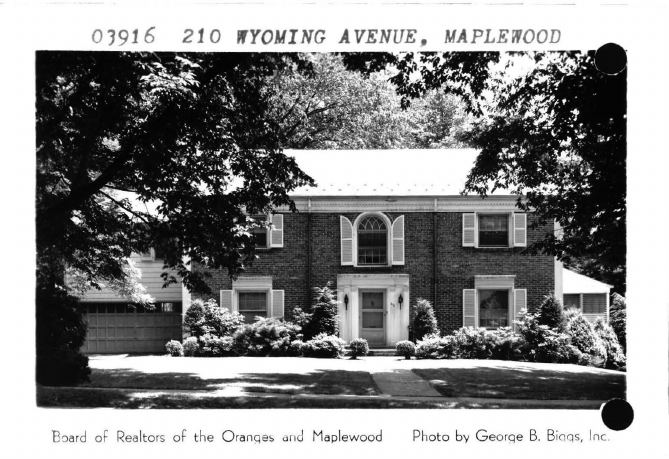 03916 210 WYOMING AVENUE, MAPLEWOOD
Board of Realtors of the Oranges and Maplewood Photo by George B. Biggs, Inc.